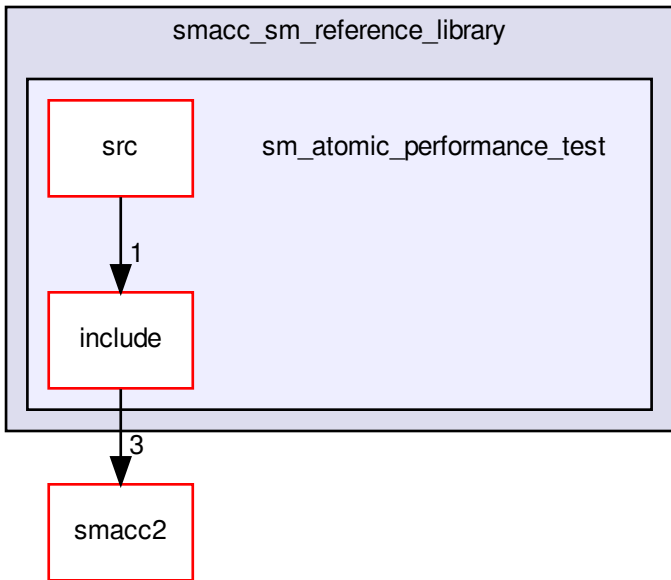 smacc_sm_reference_library
src
sm_atomic_performance_test
1
include
3
smacc2